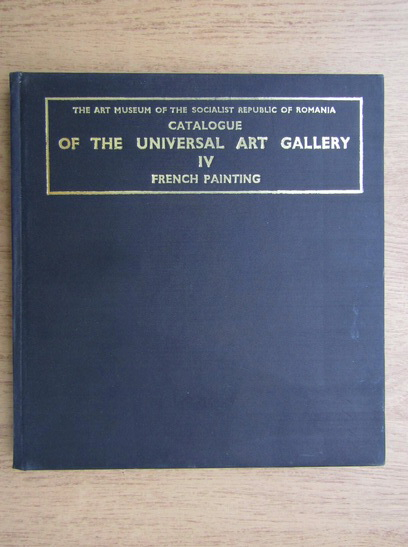 THE ART MUSEUM OF THE SOCIALIST REPUBLIC OF ROMANIA
CATALOGUE
OF THE UNIVERSAL ART GALLERY
IV
FRENCH PAINTING